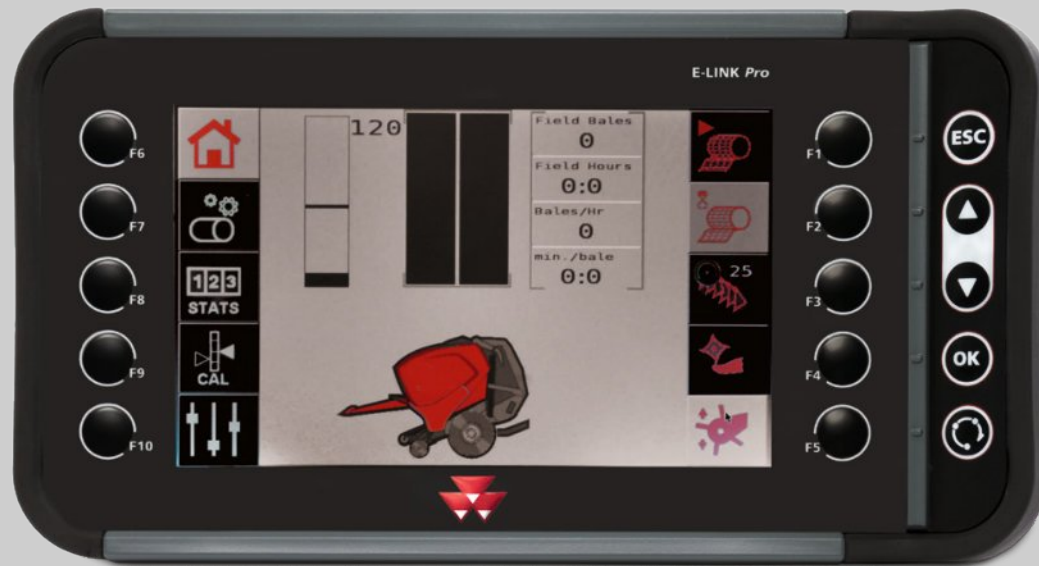 E-LINK Pro
F6
F7
F8
F9
F10
123
STATS
CAL
120
Field Bales
0
Field Hours
0:0
Bales/Hr
0
min./bale
0:0
25
F1
F2
F3
F4
F5
ESC
OK